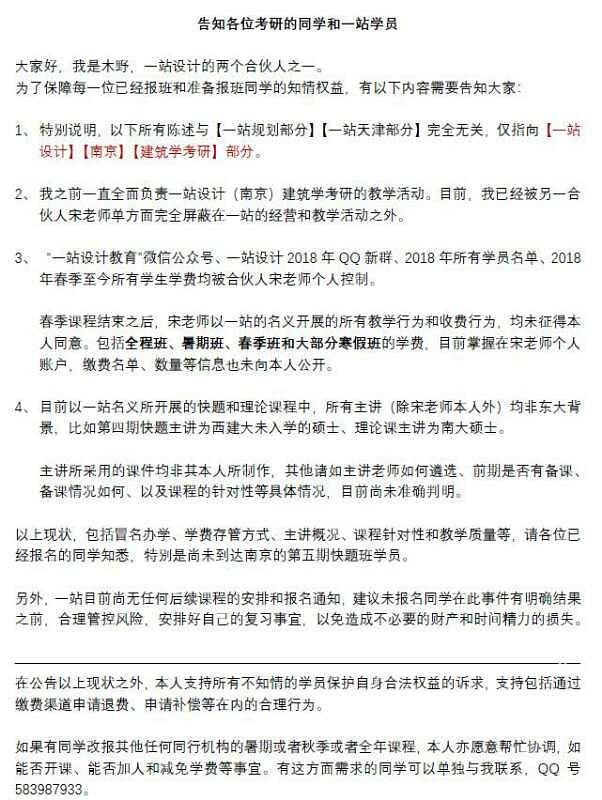 告知各位考研的同学和一站学员
大家好，我是木野，一站设计的两个合伙人之一。
为了保障每一位已经报班和准备报班同学的知情权益，有以下内容需要告知大家：
1、 特别说明，以下所有陈述与【一站规划部分】【一站天津部分】完全无关，仅指向【一站
设计】【南京】【建筑学考研】部分。
2、 我之前一直全面负责一站设计（南京）建筑学考研的教学活动。目前，我已经被另一合
伙人宋老师单方面完全屏蔽在一站的经营和教学活动之外。
3、 “一站设计教育”微信公众号、一站设计 2018 年 QQ 新群、2018 年所有学员名单、2018
年春季至今所有学生学费均被合伙人宋老师个人控制。
春季课程结束之后，宋老师以一站的名义开展的所有教学行为和收费行为，均未征得本
人同意。包括全程班、暑期班、春季班和大部分寒假班的学费，目前掌握在宋老师个人
账户，缴费名单、数量等信息也未向本人公开。
4、 目前以一站名义所开展的快题和理论课程中，所有主讲（除宋老师本人外）均非东大背
景，比如第四期快题主讲为西建大未入学的硕士、理论课主讲为南大硕士。
主讲所采用的课件均非其本人所制作，其他诸如主讲老师如何遴选、前期是否有备课、
备课情况如何、以及课程的针对性等具体情况，目前尚未准确判明。
以上现状，包括冒名办学、学费存管方式、主讲概况、课程针对性和教学质量等，请各位已
经报名的同学知悉，特别是尚未到达南京的第五期快题班学员。
另外，一站目前尚无任何后续课程的安排和报名通知，建议未报名同学在此事件有明确结果
之前，合理管控风险，安排好自己的复习事宜，以免造成不必要的财产和时间精力的损失。
在公告以上现状之外，本人支持所有不知情的学员保护自身合法权益的诉求，支持包括通过
缴费渠道申请退费、申请补偿等在内的合理行为。
如果有同学改报其他任何同行机构的暑期或者秋季或者全年课程，本人亦愿意帮忙协调，如
能否开课、能否加人和减免学费等事宜。有这方面需求的同学可以单独与我联系，QQ 号
583987933。